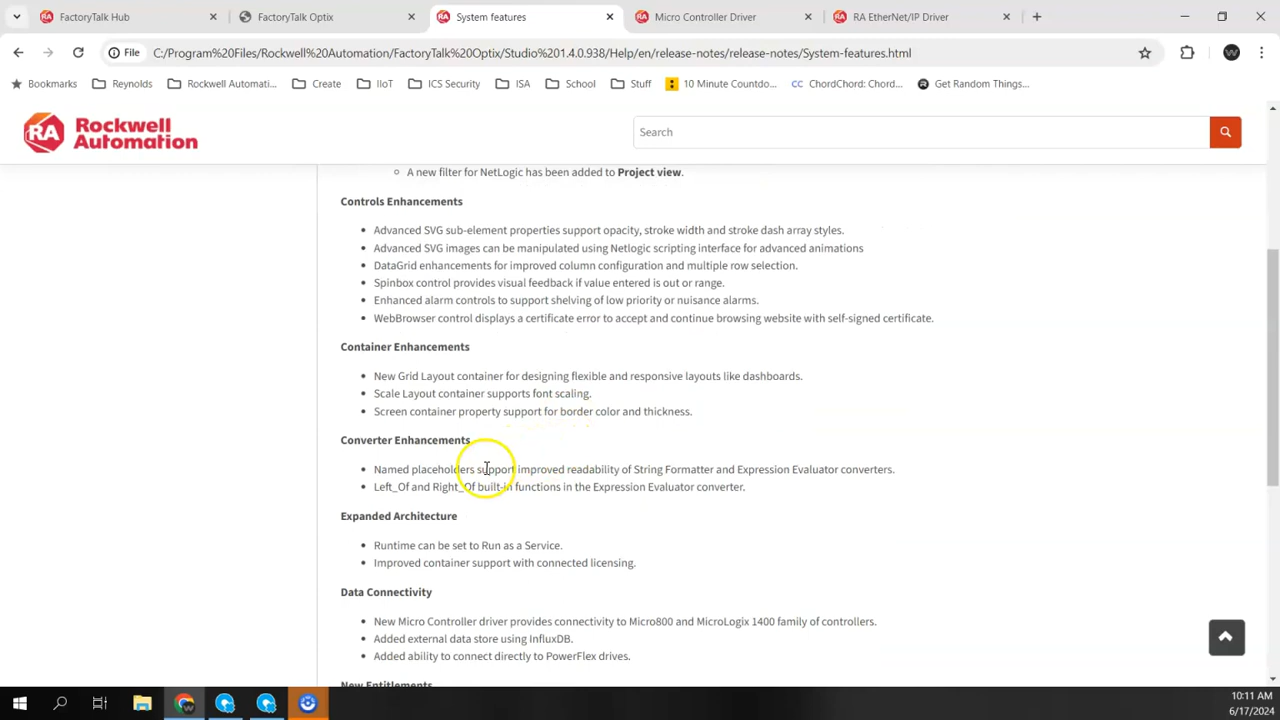 FactoryTalk Hub
FactoryTalk Optix
System features
Micro Controller Driver
RA EtherNet/IP Driver
File
C:/Program%20Files/Rockwell%20Automation/FactoryTalk%20Optix/Studio%201.4.0.938/Help/en/release-notes/release-notes/System-features.html
Bookmarks
Reynolds
Rockwell Automati...
Create
IIoT
ICS Security
ISA
School
Stuff
10 Minute Countdo...
CC ChordChord: Chord...
Get Random Things...
RA Rockwell
Automation
Search
A new filter for NetLogic has been added to Project view.
Controls Enhancements
Advanced SVG sub-element properties support opacity, stroke width and stroke dash array styles.
Advanced SVG images can be manipulated using Netlogic scripting interface for advanced animations
DataGrid enhancements for improved column configuration and multiple row selection.
Spinbox control provides visual feedback if value entered is out or range.
Enhanced alarm controls to support shelving of low priority or nuisance alarms.
WebBrowser control displays a certificate error to accept and continue browsing website with self-signed certificate.
Container Enhancements
New Grid Layout container for designing flexible and responsive layouts like dashboards.
Scale Layout container supports font scaling.
Screen container property support for border color and thickness.
Converter Enhancements
Named placeholders support improved readability of String Formatter and Expression Evaluator converters.
Left_Of and Right_Of built-in functions in the Expression Evaluator converter.
Expanded Architecture
Runtime can be set to Run as a Service.
Improved container support with connected licensing.
Data Connectivity
New Micro Controller driver provides connectivity to Micro800 and MicroLogix 1400 family of controllers.
Added external data store using InfluxDB.
Added ability to connect directly to PowerFlex drives.
New Entitlements
10:11 AM
6/17/2024